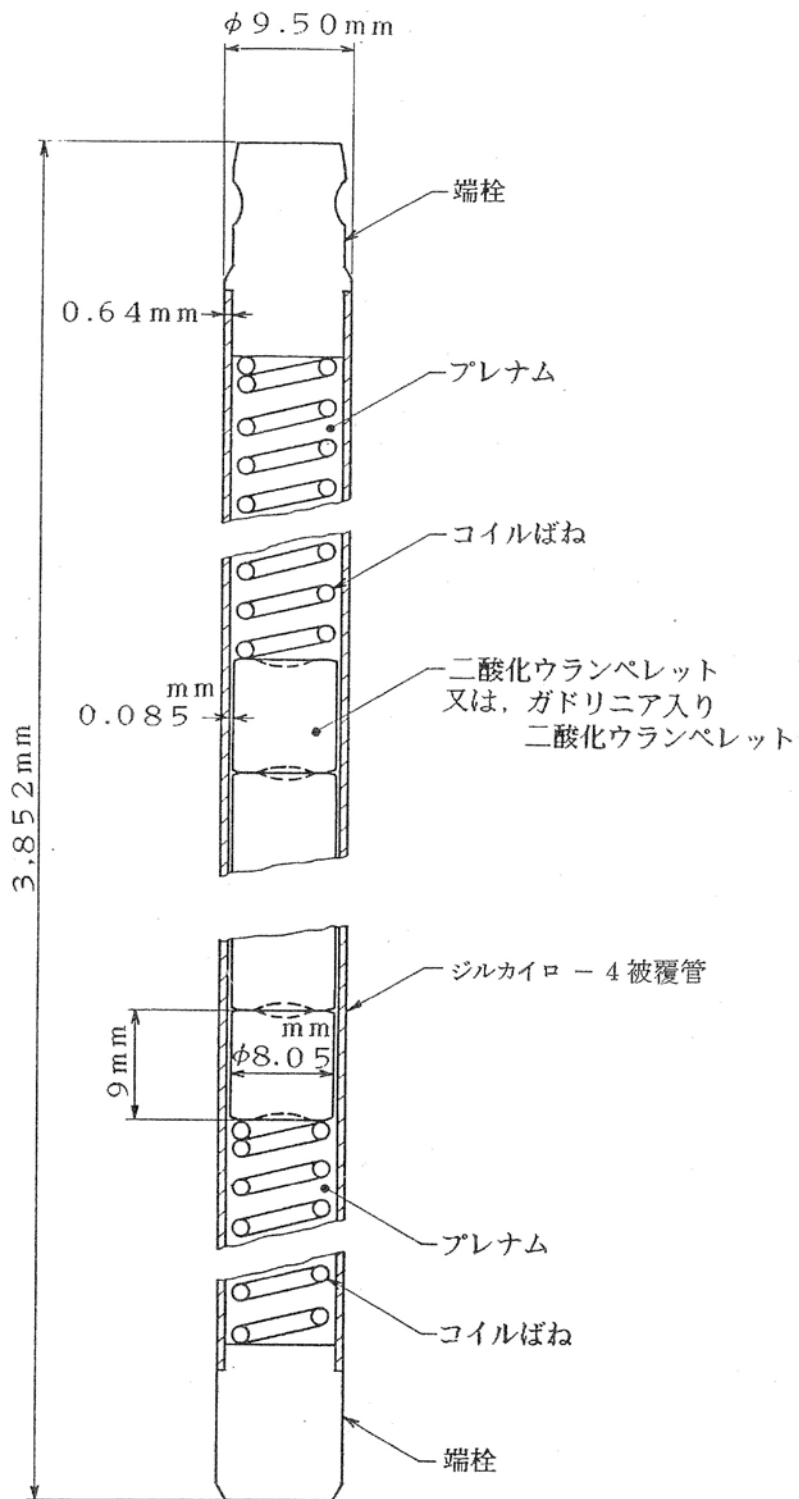 φ9.50mm
端栓
0.64mm
プレナム
コイルばね
二酸化ウランペレット
又は，ガドリニア入り
二酸化ウランペレット
mm
0.085
3,852mm
ジルカイロ－4被覆管
mm
φ8.05
9mm
プレナム
コイルばね
端栓